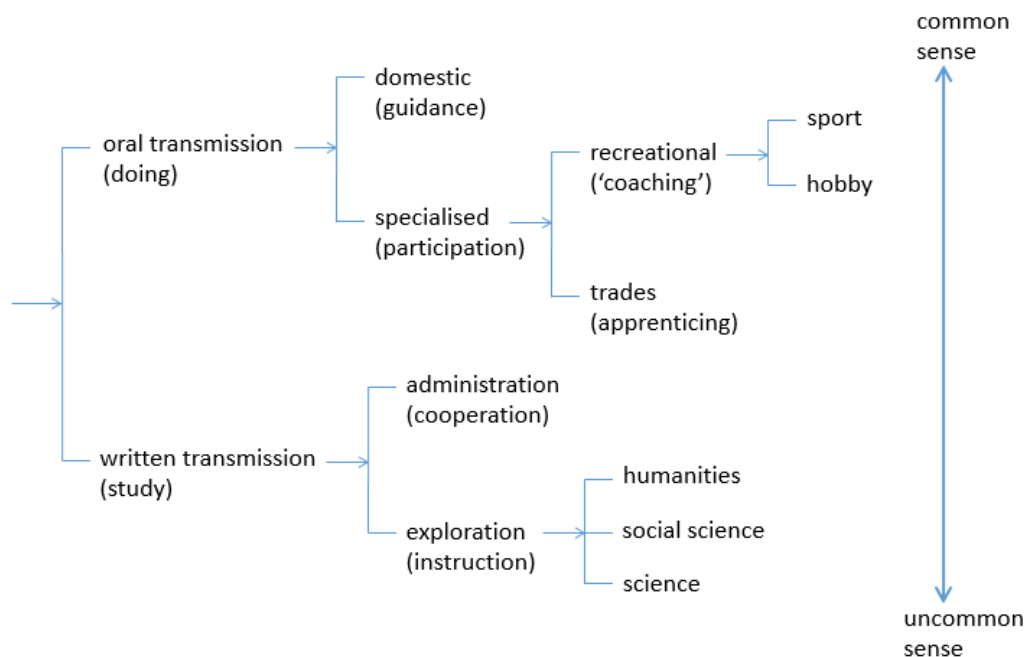 common
sense
domestic
(guidance)
sport
oral transmission
(doing)
recreational
(‘coaching’)
hobby
specialised
(participation)
trades
(apprenticing)
administration
(cooperation)
written transmission
(study)
humanities
exploration
(instruction)
social science
science
uncommon
sense